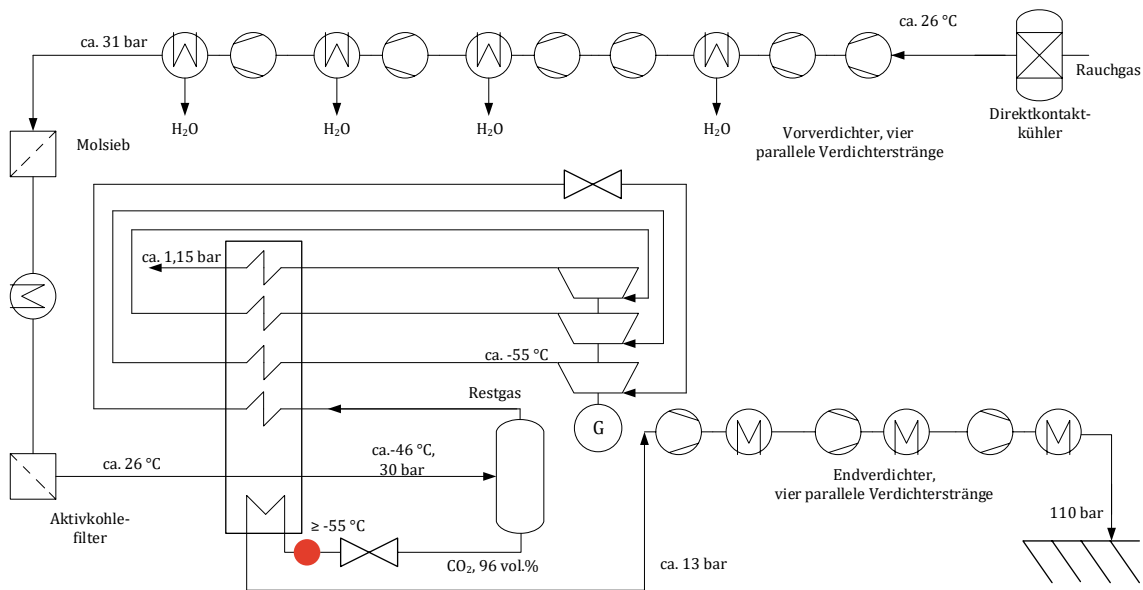 ca. 31 bar
ca. 26 °C
Rauchgas
H₂O
H₂O
H₂O
H₂O
Direktkontakt-
kühler
Vorverdichter, vier
parallele Verdichterstränge
Molsieb
ca. 1,15 bar
ca. -55 °C
Restgas
G
ca. 26 °C
ca.-46 °C,
30 bar
Endverdichter,
vier parallele Verdichterstränge
Aktivkohle-
filter
≥ -55 °C
CO₂, 96 vol.%
ca. 13 bar
110 bar